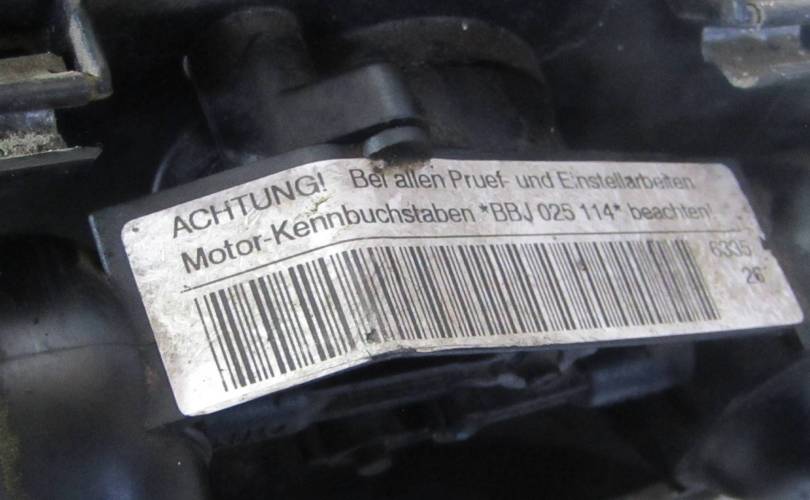 ACHTUNG! Bei allen Pruef- und Einstellarbeiten
Motor-Kennbuchstaben *BBJ 025 114* beachten!
6335
26